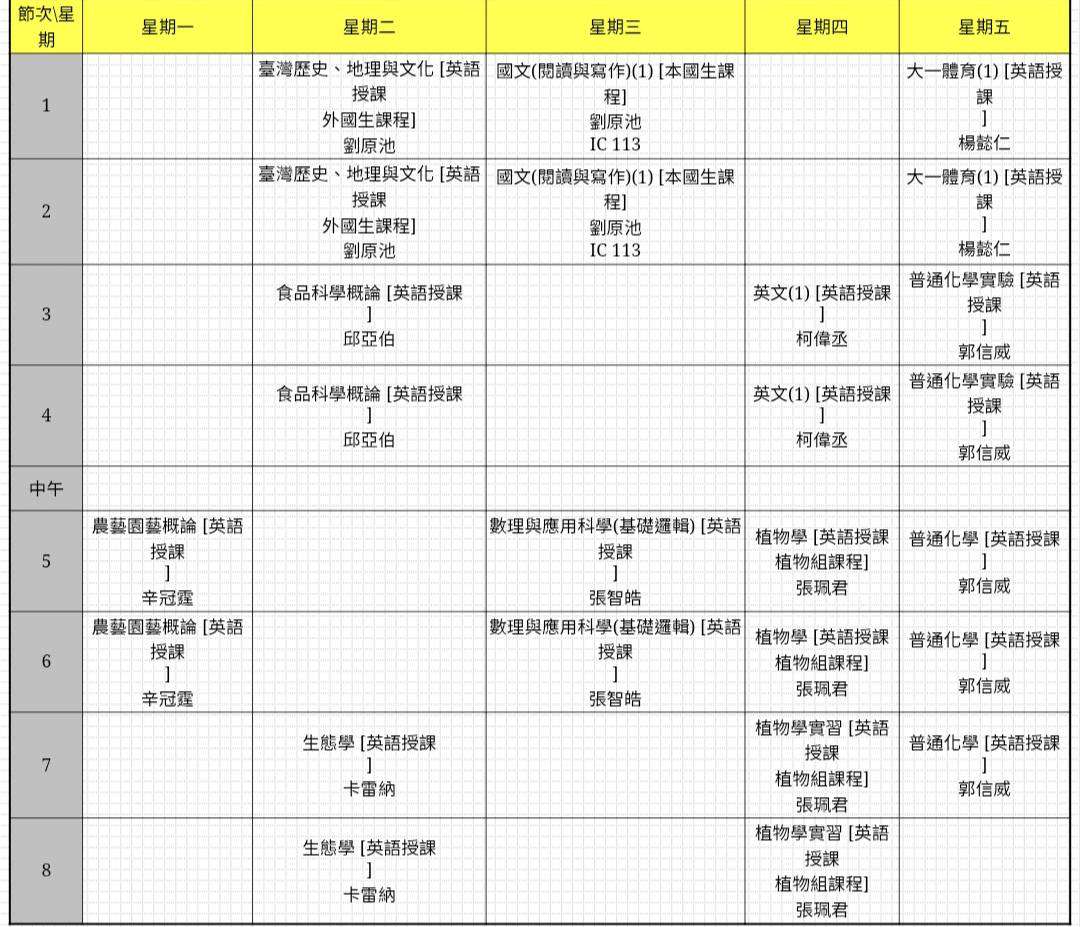 節次\星
期
星期一
星期二
星期三
星期四
星期五
1
臺灣歷史、地理與文化 [英語
授課
外國生課程]
劉原池
國文(閱讀與寫作)(1) [本國生課
程]
劉原池
IC 113
大一體育(1) [英語授
課
]
楊懿仁
2
臺灣歷史、地理與文化 [英語
授課
外國生課程]
劉原池
國文(閱讀與寫作)(1) [本國生課
程]
劉原池
IC 113
大一體育(1) [英語授
課
]
楊懿仁
3
食品科學概論 [英語授課
]
邱亞伯
英文(1) [英語授課
]
柯偉丞
普通化學實驗 [英語
授課
]
郭信威
4
食品科學概論 [英語授課
]
邱亞伯
英文(1) [英語授課
]
柯偉丞
普通化學實驗 [英語
授課
]
郭信威
中午
5
農藝園藝概論 [英語
授課
]
辛冠霆
數理與應用科學(基礎邏輯) [英語
授課
]
張智皓
植物學 [英語授課
植物組課程]
張珮君
普通化學 [英語授課
]
郭信威
6
農藝園藝概論 [英語
授課
]
辛冠霆
數理與應用科學(基礎邏輯) [英語
授課
]
張智皓
植物學 [英語授課
植物組課程]
張珮君
普通化學 [英語授課
]
郭信威
7
生態學 [英語授課
]
卡雷納
植物學實習 [英語
授課
植物組課程]
張珮君
普通化學 [英語授課
]
郭信威
8
生態學 [英語授課
]
卡雷納
植物學實習 [英語
授課
植物組課程]
張珮君